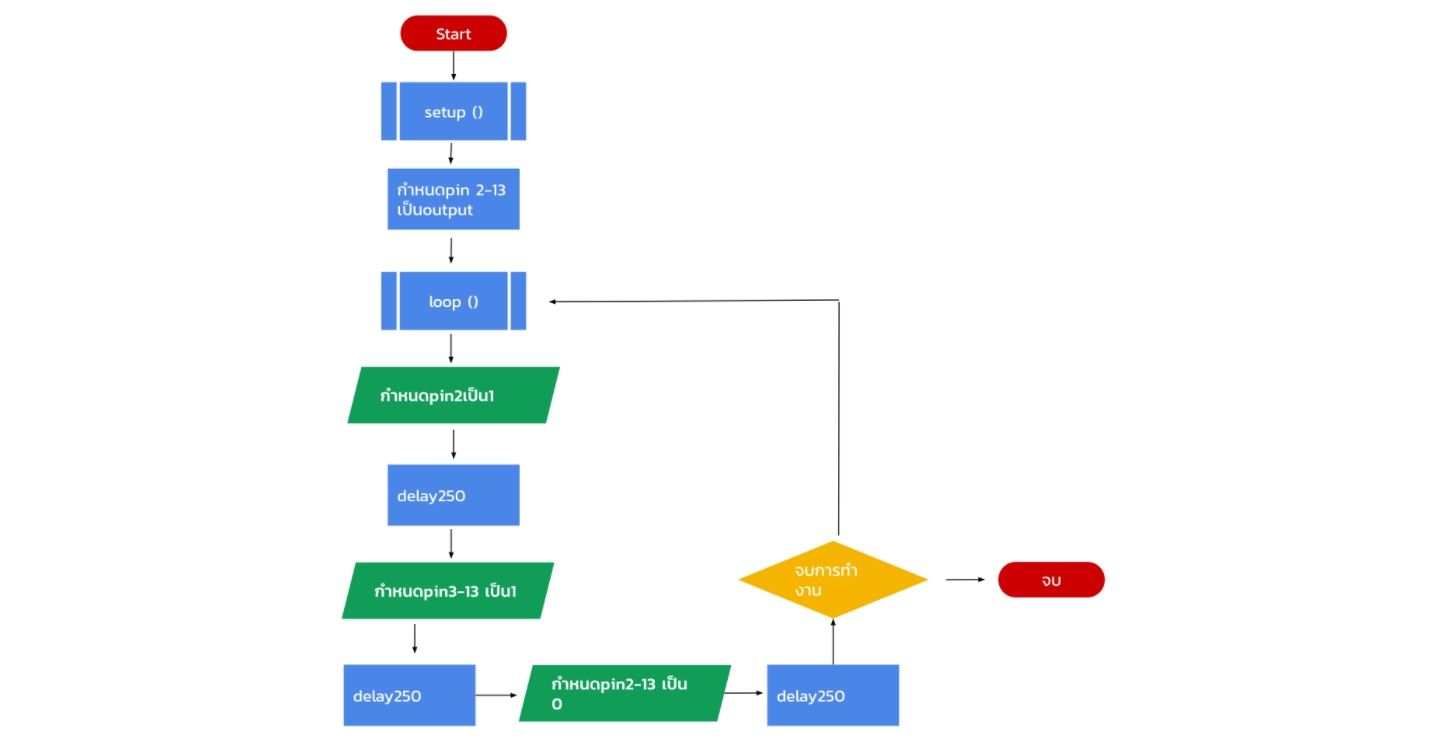 Start
setup ()
กำหนดpin 2-13
เป็นoutput
loop ()
กำหนดpin2เป็น1
delay250
กำหนดpin3-13 เป็น1
delay250
กำหนดpin2-13 เป็น
0
delay250
จบการทำ
งาน
จบ